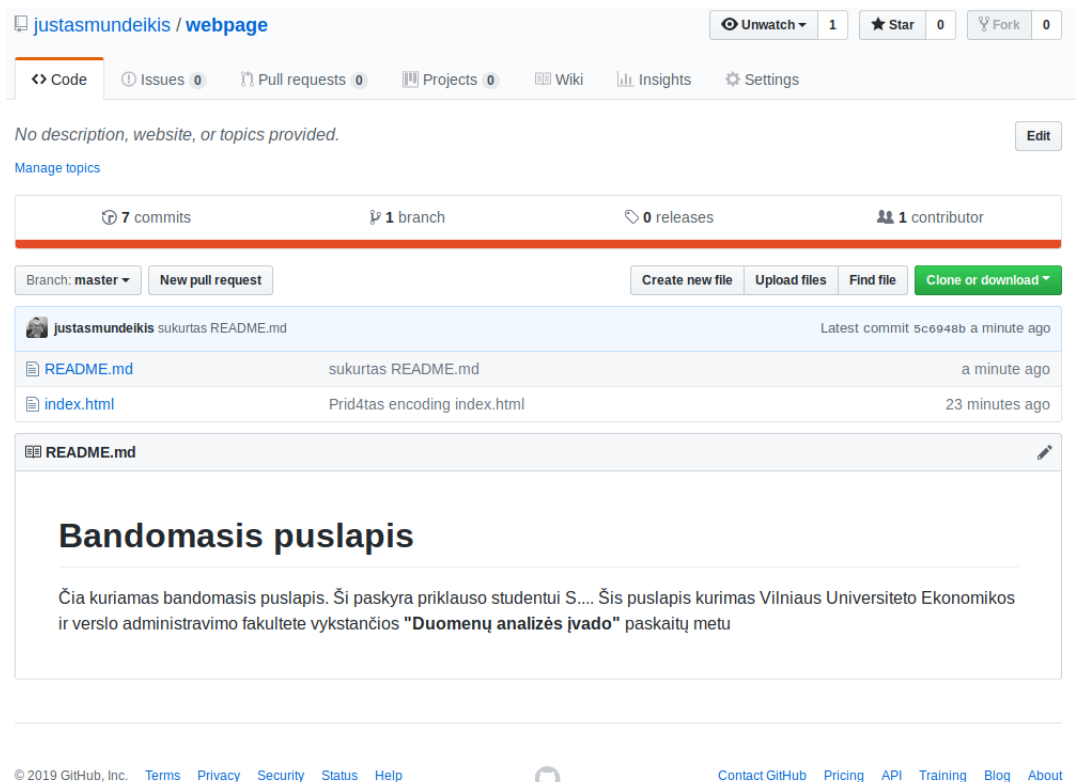 justasmundeikis / webpage
Unwatch 1 Star 0 Fork 0
Code Issues 0 Pull requests 0 Projects 0 Wiki Insights Settings
No description, website, or topics provided. Edit
Manage topics
7 commits 1 branch 0 releases 1 contributor
Branch: master New pull request Create new file Upload files Find file Clone or download
justasmundeikis sukurtas README.md Latest commit 5c6948b a minute ago
README.md sukurtas README.md a minute ago
index.html Prid4tas encoding index.html 23 minutes ago
README.md
Bandomasis puslapis
Čia kuriamas bandomasis puslapis. Ši paskyra priklauso studentui S.... Šis puslapis kurimas Vilniaus Universiteto Ekonomikos
ir verslo administravimo fakultete vykstančios "Duomenų analizės įvado" paskaitų metu
© 2019 GitHub, Inc. Terms Privacy Security Status Help Contact GitHub Pricing API Training Blog About